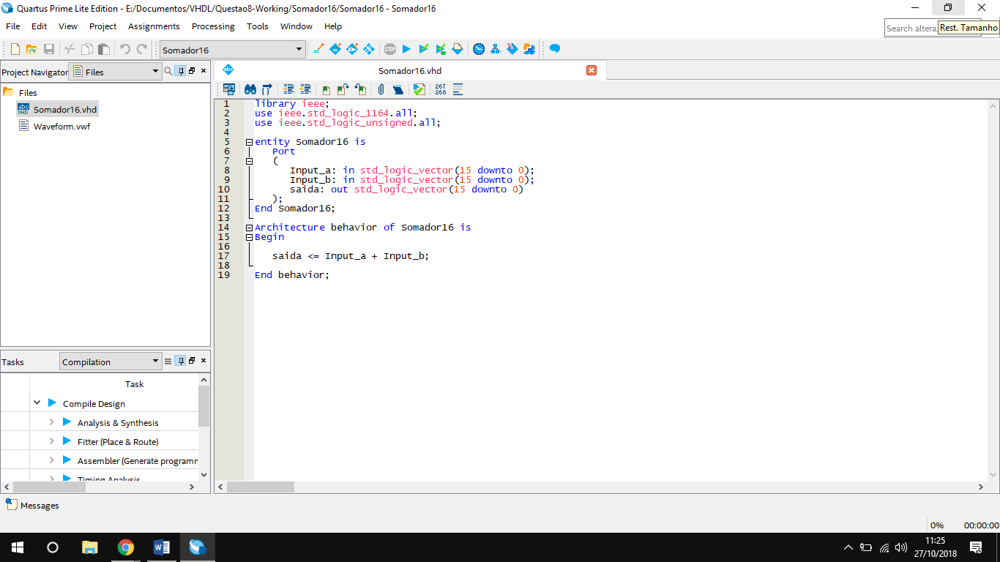 Quartus Prime Lite Edition - E:/Documentos/VHDL/Questao8-Working/Somador16/Somador16 - Somador16
File Edit View Project Assignments Processing Tools Window Help
Search altera
Rest. Tamanho
Somador16
STOP
Project Navigator Files
abc Somador16.vhd
Files
abc VHD Somador16.vhd
Waveform.vwf
267
268
1 library ieee;
2 use ieee.std_logic_1164.all;
3 use ieee.std_logic_unsigned.all;
4
5 entity Somador16 is
6 Port
7 (
8 Input_a: in std_logic_vector(15 downto 0);
9 Input_b: in std_logic_vector(15 downto 0);
10 saida: out std_logic_vector(15 downto 0)
11 );
12 End Somador16;
13
14 Architecture behavior of Somador16 is
15 Begin
16
17 saida <= Input_a + Input_b;
18
19 End behavior;
Tasks Compilation
Task
Compile Design
Analysis & Synthesis
Fitter (Place & Route)
Assembler (Generate programm
Timing Analysis
Messages
0% 00:00:00
11:25
27/10/2018